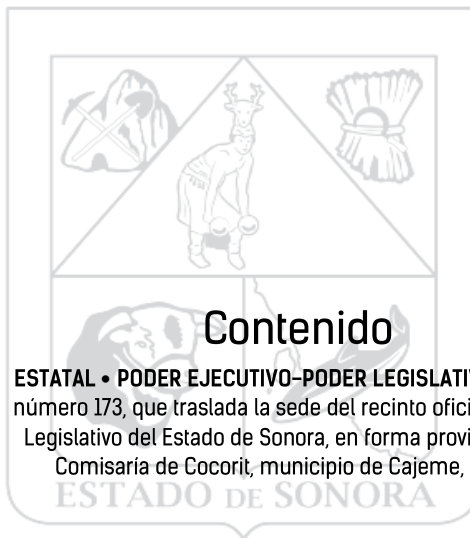 Contenido
ESTATAL • PODER EJECUTIVO-PODER LEGISLATIV
número 173, que traslada la sede del recinto ofici
Legislativo del Estado de Sonora, en forma provi
Comisaría de Cocorit, municipio de Cajeme,
ESTADO DE SONORA